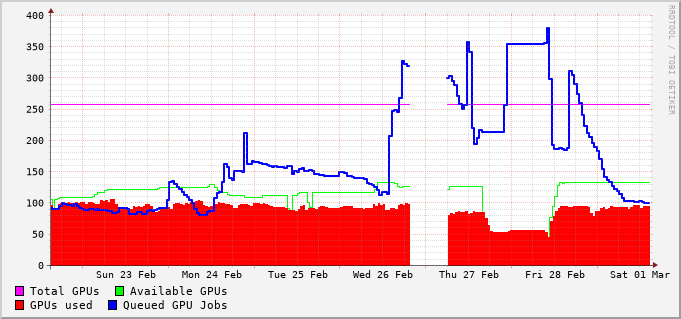 RRDTOOL / TOBI OETIKER
400
350
300
250
200
150
100
50
0
Sun 23 Feb Mon 24 Feb Tue 25 Feb Wed 26 Feb Thu 27 Feb Fri 28 Feb Sat 01 Mar
Total GPUs Available GPUs
GPUs used Queued GPU Jobs